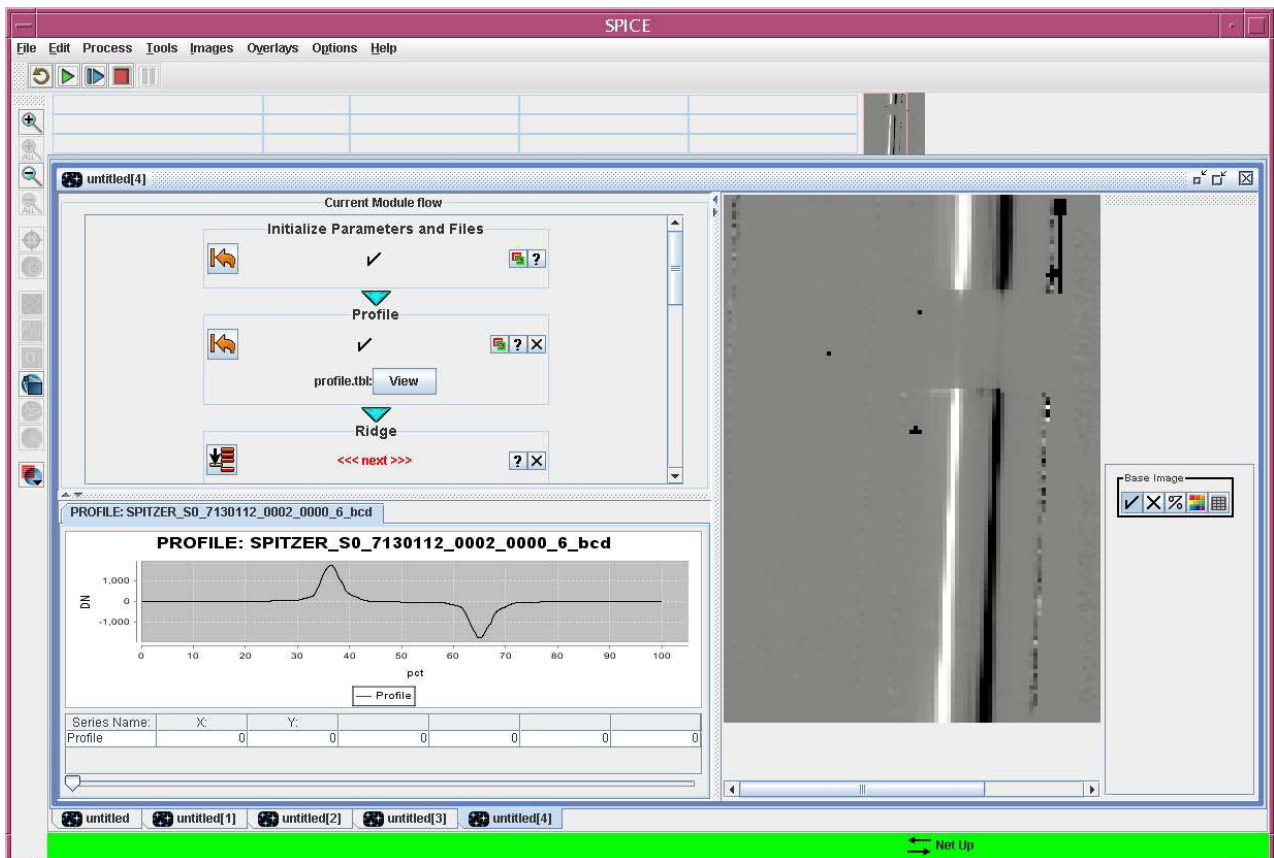 SPICE
File Edit Process Tools Images Overlays Options Help
ALL
ALL
untitled[4]
Current Module flow
Initialize Parameters and Files
?
Profile
?
profile.tbl: View
Ridge
<<< next >>>
?
Base Image
%
PROFILE: SPITZER_S0_7130112_0002_0000_6_bcd
PROFILE: SPITZER_S0_7130112_0002_0000_6_bcd
DN
1,000
0
-1,000
0 10 20 30 40 50 60 70 80 90 100
pct
Profile
Series Name: X: Y:
Profile 0 0 0 0 0 0
untitled untitled[1] untitled[2] untitled[3] untitled[4]
Net Up